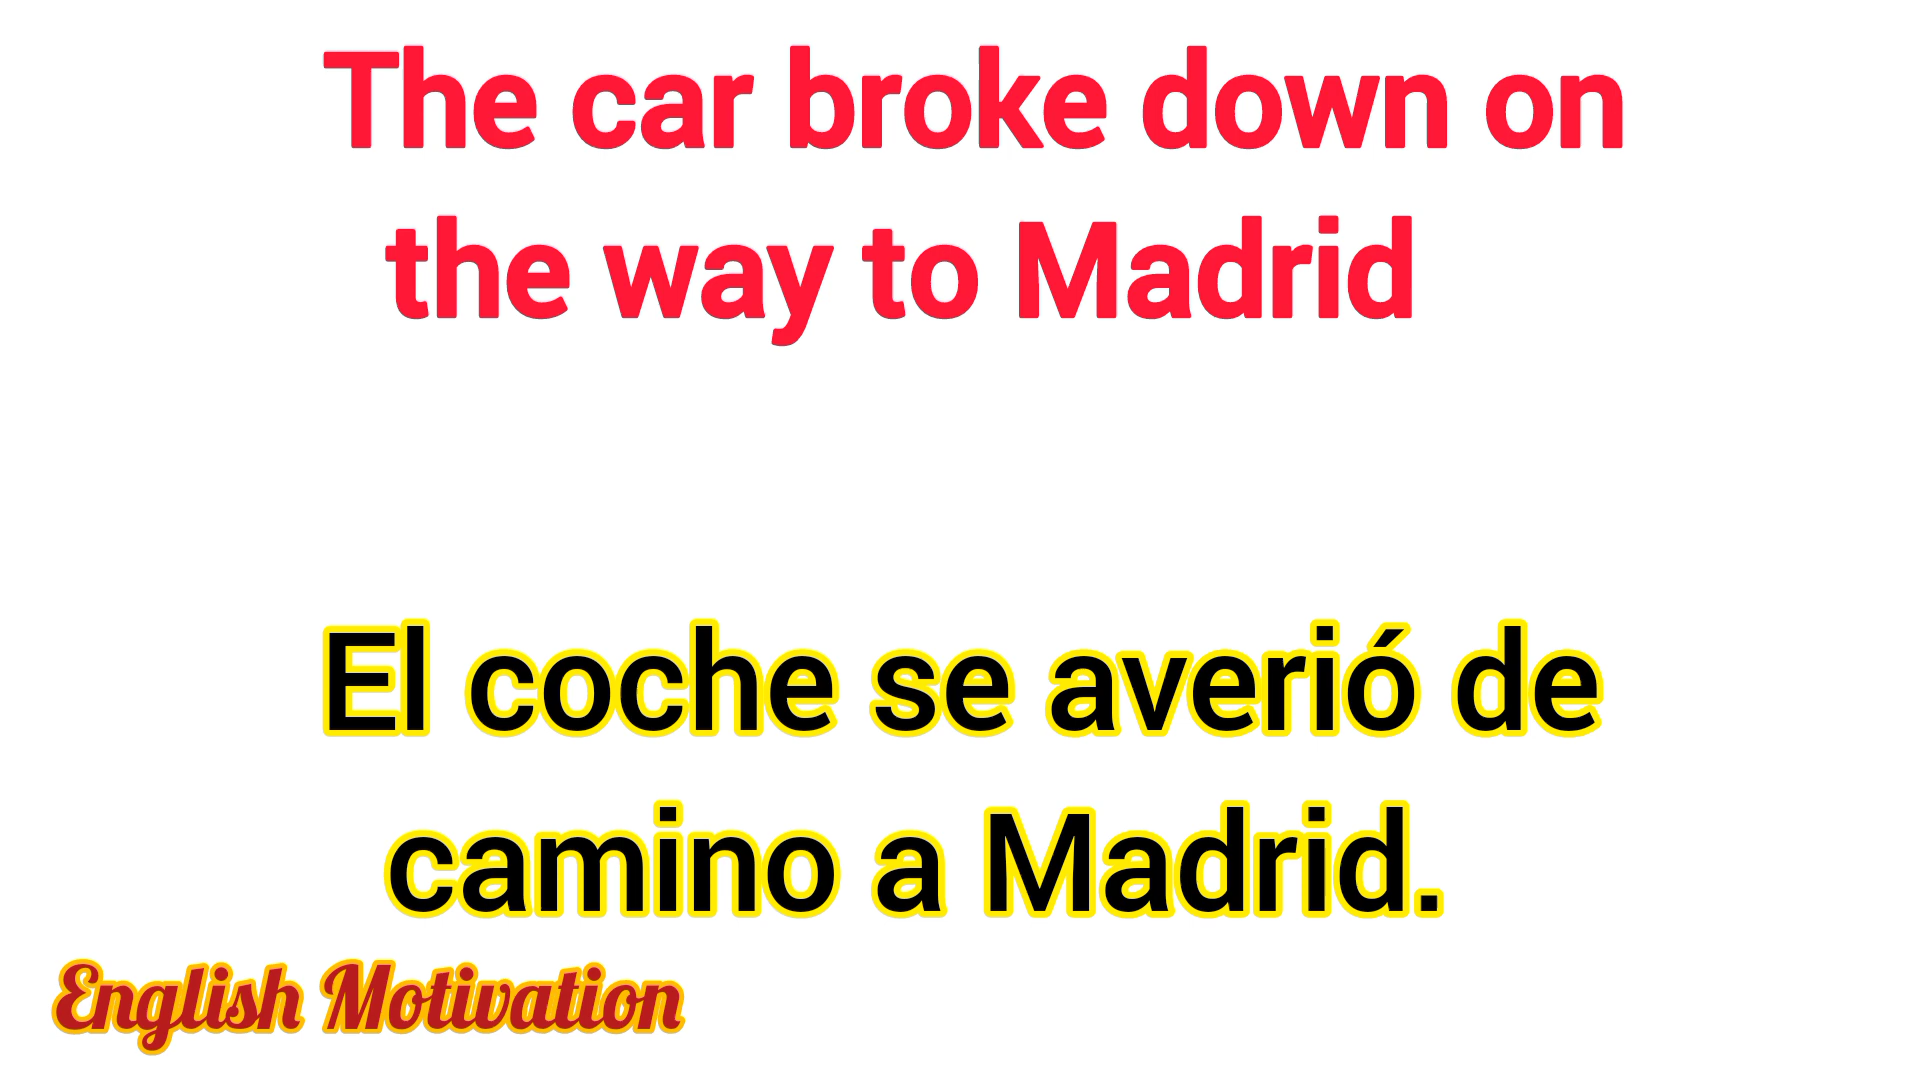 The car broke down on
the way to Madrid
El coche se averió de
camino a Madrid.
English Motivation